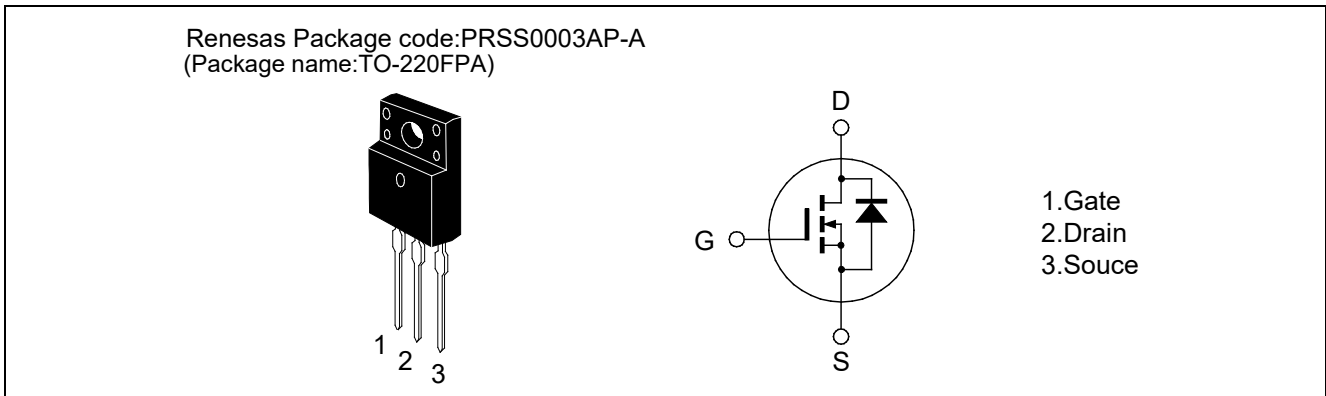 Renesas Package code:PRSS0003AP-A
(Package name:TO-220FPA)
1
2
3
D
G
S
1.Gate
2.Drain
3.Souce